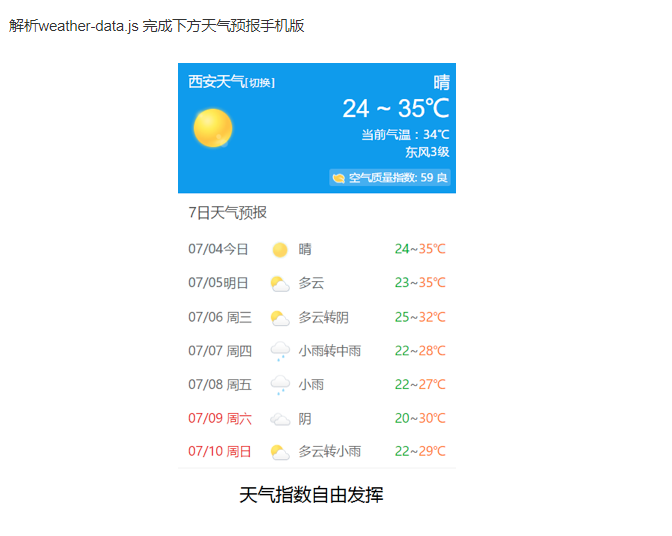 解析weather-data.js 完成下方天气预报手机版
西安天气[切换]
晴
24 ~ 35℃
当前气温：34℃
东风3级
空气质量指数: 59 良
7日天气预报
07/04今日 晴 24~35℃
07/05明日 多云 23~35℃
07/06 周三 多云转阴 25~32℃
07/07 周四 小雨转中雨 22~28℃
07/08 周五 小雨 22~27℃
07/09 周六 阴 20~30℃
07/10 周日 多云转小雨 22~29℃
天气指数自由发挥